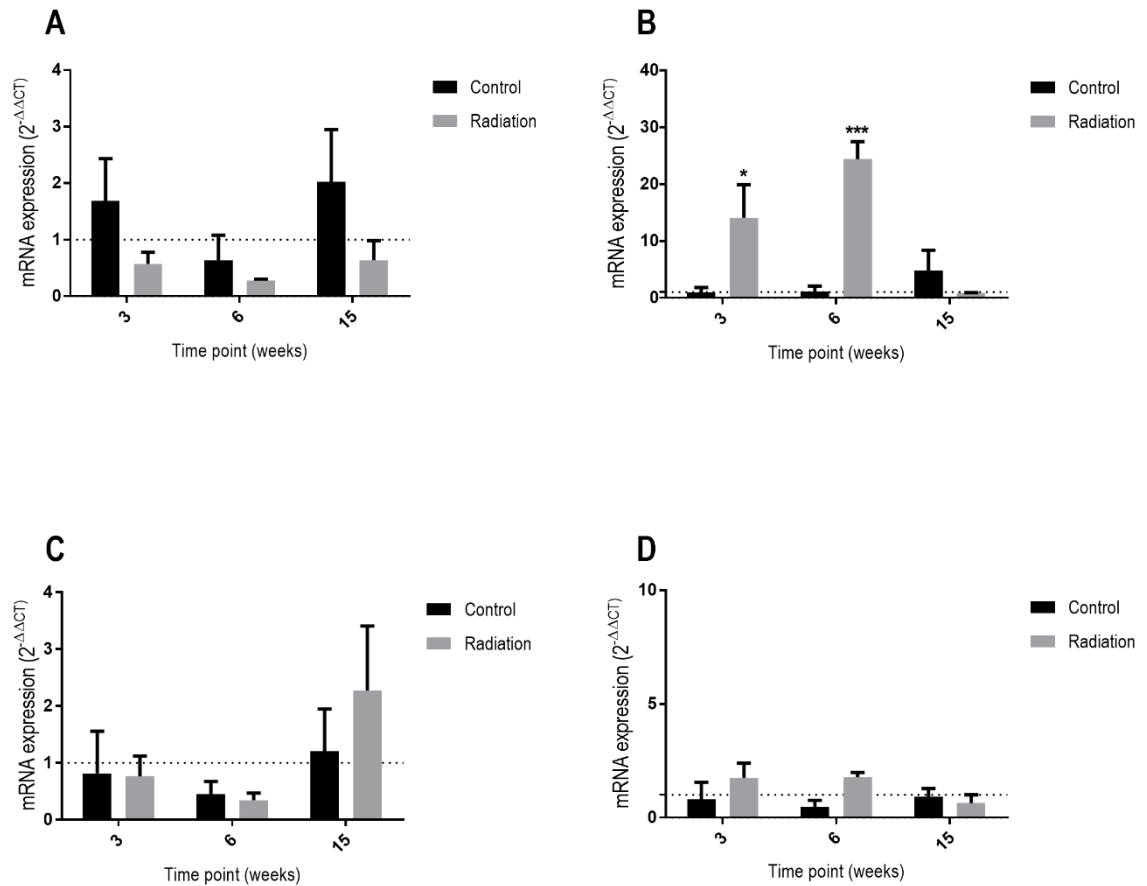 A
mRNA expression (2-ΔΔCT)
4
3
2
1
0
3
6
15
Time point (weeks)
Control
Radiation
B
mRNA expression (2-ΔΔCT)
40
30
20
10
0
*
***
3
6
15
Time point (weeks)
Control
Radiation
C
mRNA expression (2-ΔΔCT)
4
3
2
1
0
3
6
15
Time point (weeks)
Control
Radiation
D
mRNA expression (2-ΔΔCT)
10
5
0
3
6
15
Time point (weeks)
Control
Radiation